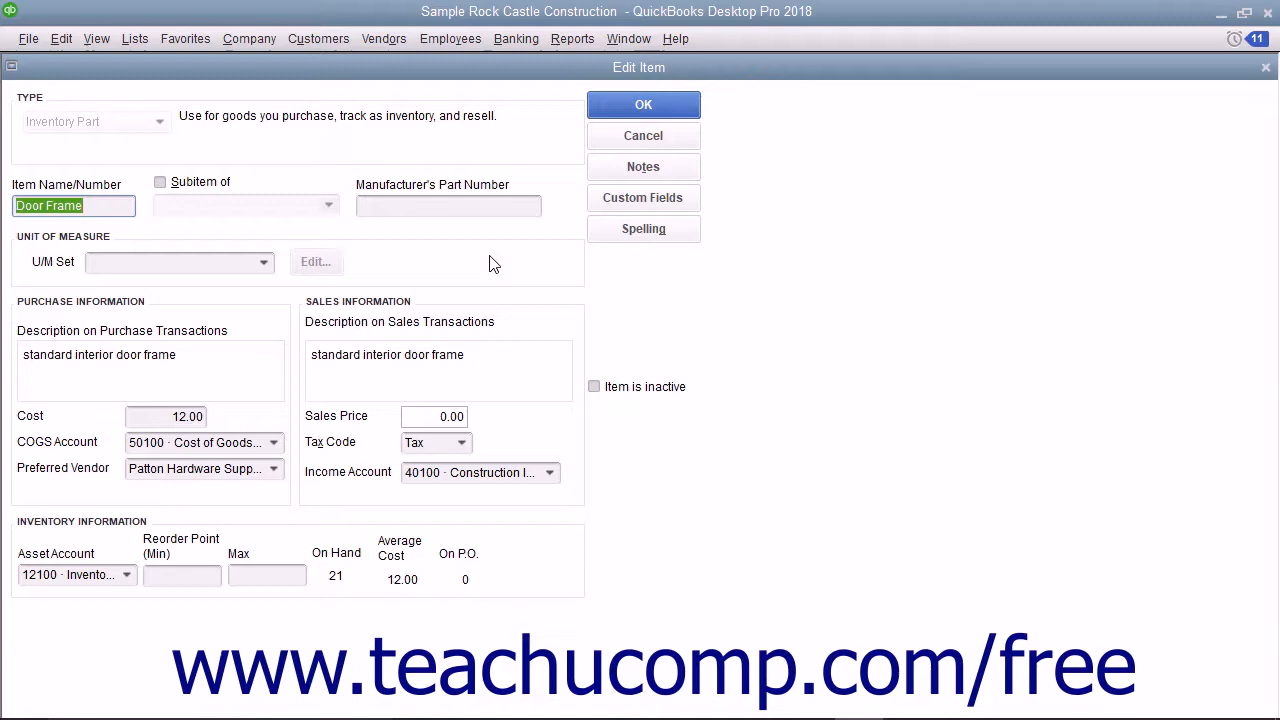 qb
Sample Rock Castle Construction - QuickBooks Desktop Pro 2018
File Edit View Lists Favorites Company Customers Vendors Employees Banking Reports Window Help 11
Edit Item
TYPE
Inventory Part
Use for goods you purchase, track as inventory, and resell.
OK
Cancel
Notes
Custom Fields
Spelling
Item Name/Number
Subitem of
Manufacturer's Part Number
Door Frame
UNIT OF MEASURE
U/M Set
Edit...
PURCHASE INFORMATION
Description on Purchase Transactions
standard interior door frame
Cost 12.00
COGS Account 50100 · Cost of Goods...
Preferred Vendor Patton Hardware Supp...
SALES INFORMATION
Description on Sales Transactions
standard interior door frame
Sales Price 0.00
Tax Code Tax
Income Account 40100 · Construction I...
Item is inactive
INVENTORY INFORMATION
Asset Account
12100 · Invento...
Reorder Point
(Min)
Max
On Hand
21
Average
Cost
12.00
On P.O.
0
www.teachucomp.com/free